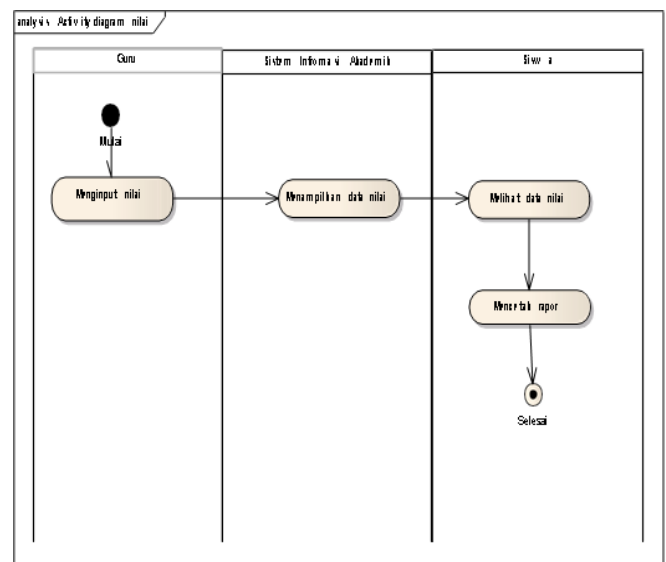 analysis Activity diagram nilai
Guru
Sistem Informasi Akademik
Siswa
Mulai
Menginput nilai
Menampilkan data nilai
Melihat data nilai
Mencetak rapor
Selesai